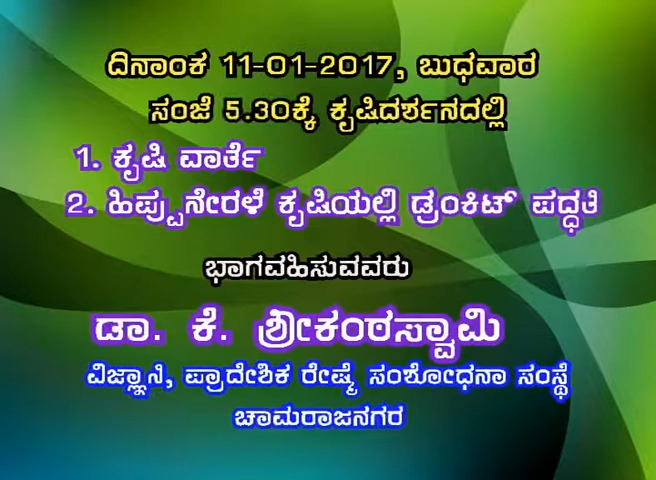 ದಿನಾಂಕ 11-01-2017, ಬುಧವಾರ
ಸಂಜೆ 5.30ಕ್ಕೆ ಕೃಷಿದರ್ಶನದಲ್ಲಿ
1. ಕೃಷಿ ವಾರ್ತೆ
2. ಹಿಪ್ಪುನೇರಳೆ ಕೃಷಿಯಲ್ಲಿ ಡ್ರಂಕಿಟ್ ಪದ್ಧತಿ
ಭಾಗವಹಿಸುವವರು
ಡಾ. ಕೆ. ಶ್ರೀಕಂಠಸ್ವಾಮಿ
ವಿಜ್ಞಾನಿ, ಪ್ರಾದೇಶಿಕ ರೇಷ್ಮೆ ಸಂಶೋಧನಾ ಸಂಸ್ಥೆ
ಚಾಮರಾಜನಗರ